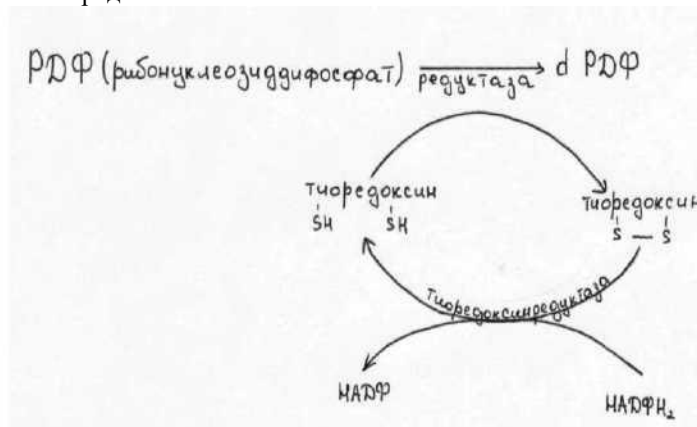 РДФ (рибонуклеозиддифосфат) редуктаза d РДФ
тиоредоксин тиоредоксин
SH SH S — S
тиоредоксинредуктаза
НАДФ НАДФН₂